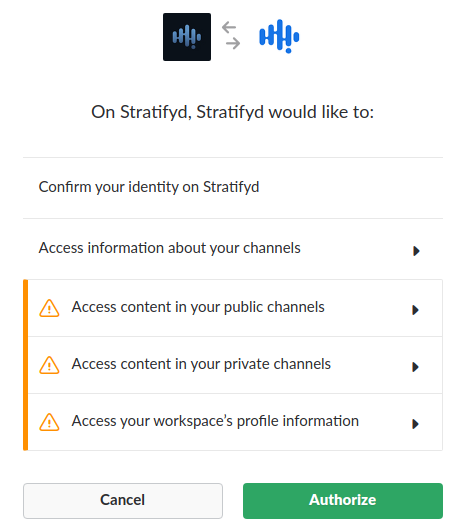 On Stratifyd, Stratifyd would like to:
Confirm your identity on Stratifyd
Access information about your channels
Access content in your public channels
Access content in your private channels
Access your workspace’s profile information
Cancel
Authorize